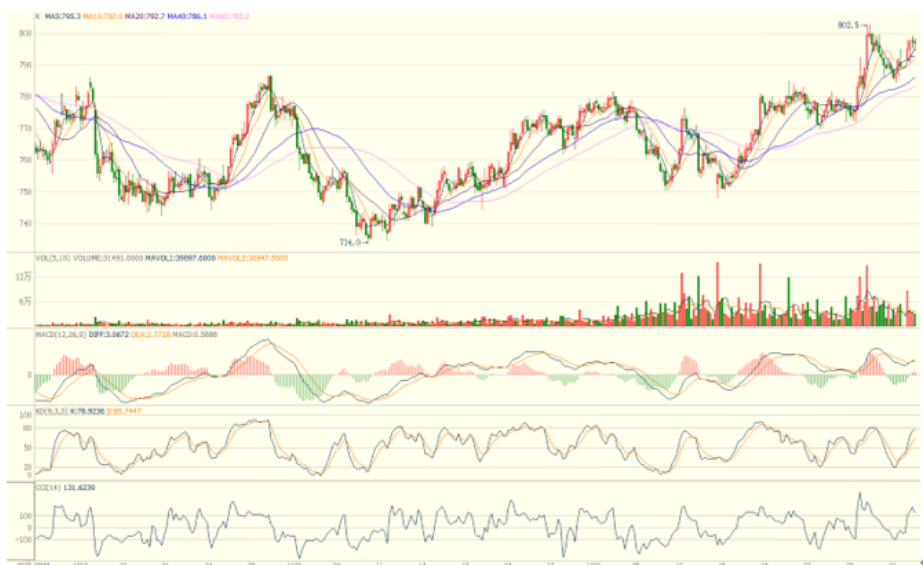 K MA5:795.3 MA10:792.0 MA20:792.7 MA40:786.1 MA60:783.2
802.5
800
790
780
770
760
750
740
VOL(5,10) VOLUME:31491.0000 MAVOL1:39097.6000 MAVOL2:36947.5000
12万
6万
MACD(12,26,9) DIFF:3.0672 DEA:2.7728 MACD:0.5888
0
KD(9,3,3) K:78.9236 D:65.7447
100
80
50
20
0
CCI(14) 131.6239
100
0
-100